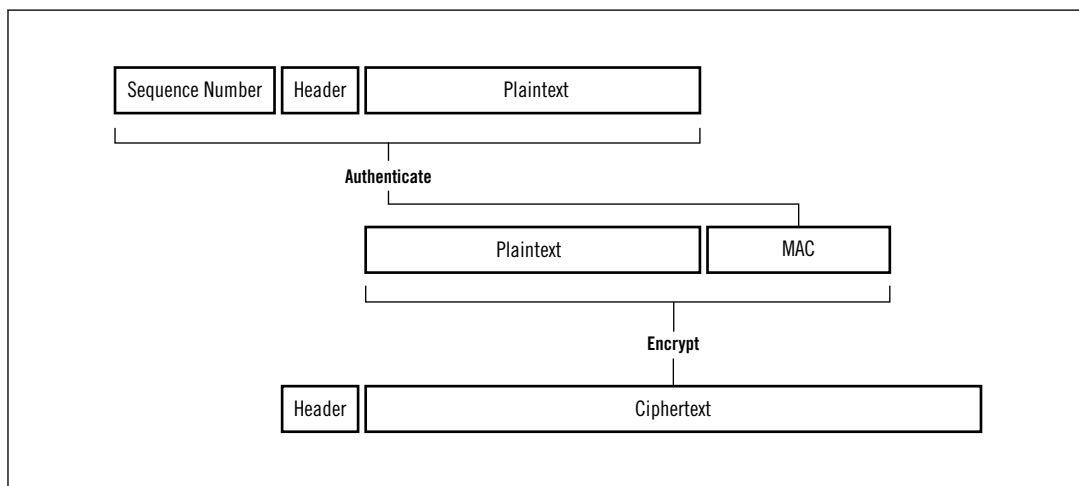 Sequence Number Header Plaintext
Authenticate
Plaintext MAC
Encrypt
Header Ciphertext